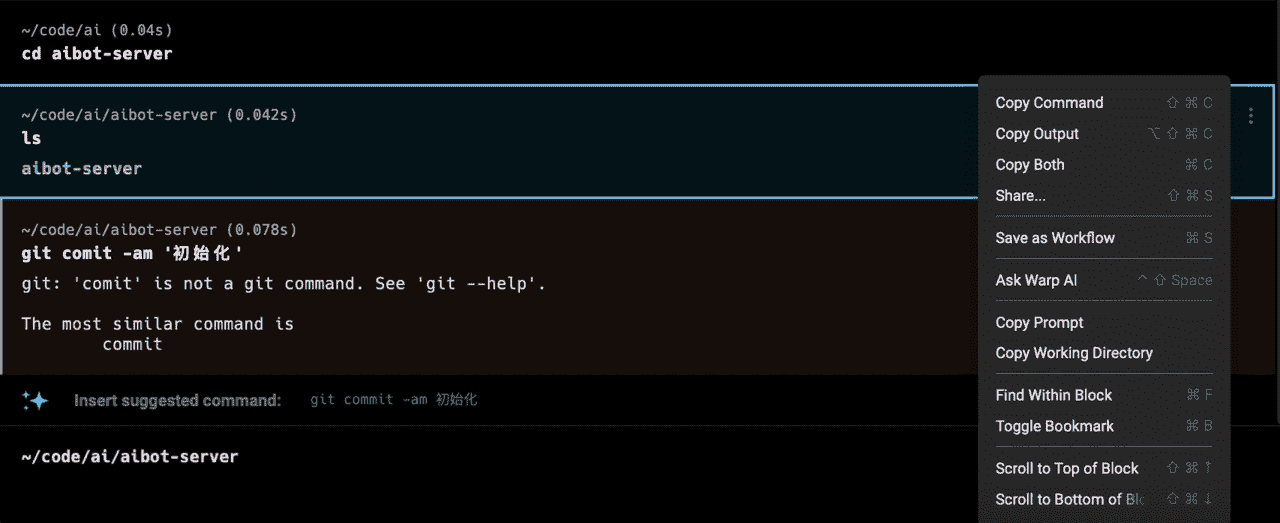 ~/code/ai (0.04s)
cd aibot-server
~/code/ai/aibot-server (0.042s)
ls
aibot-server
~/code/ai/aibot-server (0.078s)
git comit -am '初始化'
git: 'comit' is not a git command. See 'git --help'.
The most similar command is
commit
Insert suggested command: git commit -am 初始化
~/code/ai/aibot-server
Copy Command ⇧ ⌘ C
Copy Output ⌥ ⇧ ⌘ C
Copy Both ⌘ C
Share... ⇧ ⌘ S
Save as Workflow ⌘ S
Ask Warp AI ^ ⇧ Space
Copy Prompt
Copy Working Directory
Find Within Block ⌘ F
Toggle Bookmark ⌘ B
Scroll to Top of Block ⇧ ⌘ ↑
Scroll to Bottom of Blo ⇧ ⌘ ↓